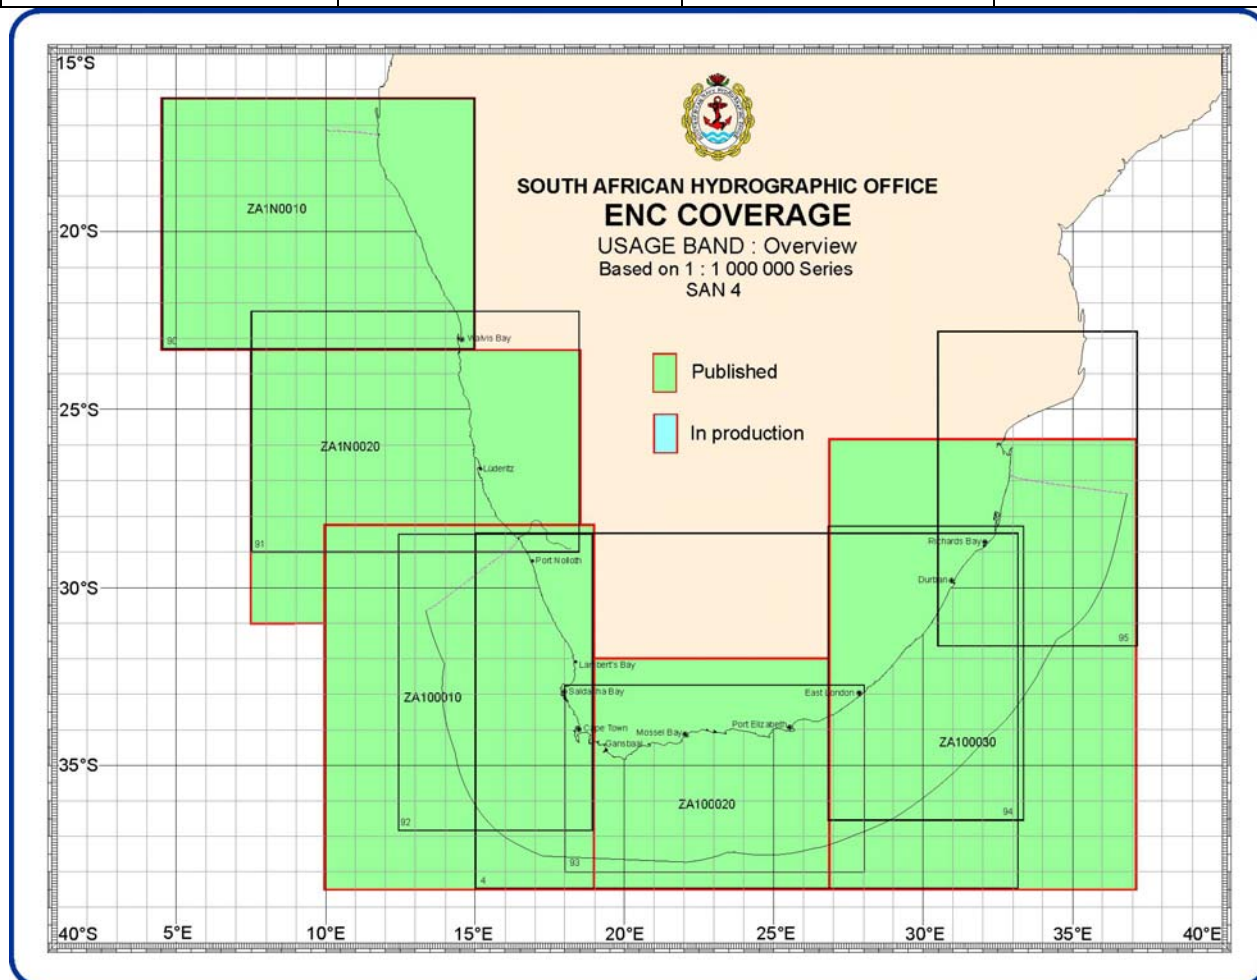 15°S
SOUTH AFRICAN HYDROGRAPHIC OFFICE
ENC COVERAGE
USAGE BAND : Overview
Based on 1 : 1 000 000 Series
SAN 4
ZA1N0010
20°S
90
Walvis Bay
Published
25°S
In production
ZA1N0020
Lüderitz
91
Port Nolloth
Richards Bay
Durban
30°S
95
Lambert's Bay
Saldanha Bay
East London
ZA100010
Cape Town
Mossel Bay
Port Elizabeth
Gansbaai
ZA100030
35°S
ZA100020
92
94
93
4
40°S
5°E
10°E
15°E
20°E
25°E
30°E
35°E
40°E